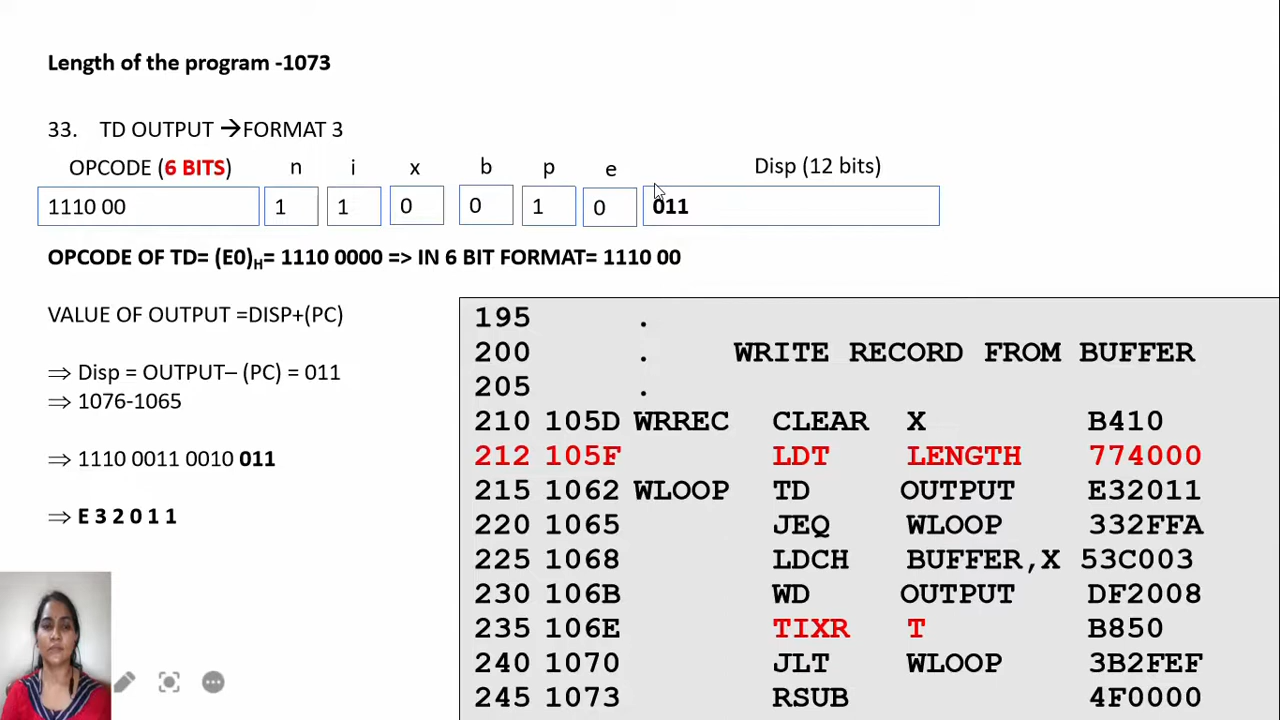 Length of the program -1073
33. TD OUTPUT →FORMAT 3
OPCODE (6 BITS) n i x b p e Disp (12 bits)
1110 00 1 1 0 0 1 0 011
OPCODE OF TD= (E0)H= 1110 0000 => IN 6 BIT FORMAT= 1110 00
VALUE OF OUTPUT =DISP+(PC)
⇒ Disp = OUTPUT– (PC) = 011
⇒ 1076-1065
⇒ 1110 0011 0010 011
⇒ E 3 2 0 1 1
195 .
200 . WRITE RECORD FROM BUFFER
205 .
210 105D WRREC CLEAR X B410
212 105F LDT LENGTH 774000
215 1062 WLOOP TD OUTPUT E32011
220 1065 JEQ WLOOP 332FFA
225 1068 LDCH BUFFER,X 53C003
230 106B WD OUTPUT DF2008
235 106E TIXR T B850
240 1070 JLT WLOOP 3B2FEF
245 1073 RSUB 4F0000